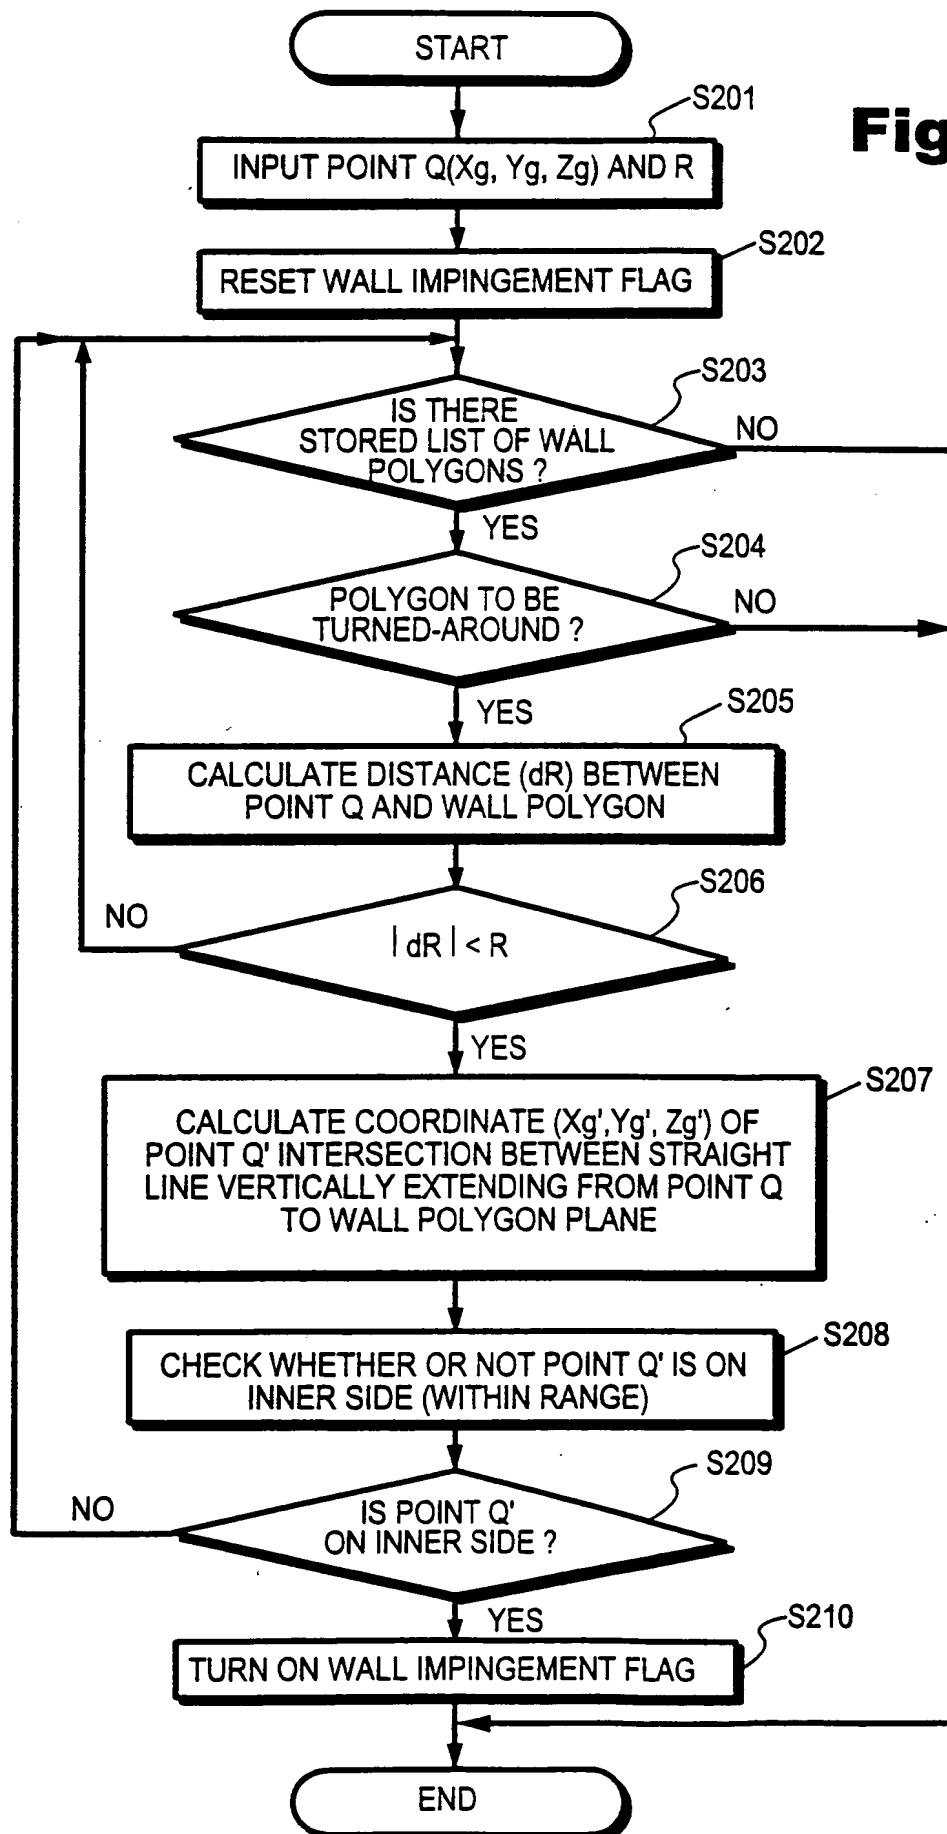 START
S201
Fig
INPUT POINT Q(Xg, Yg, Zg) AND R
S202
RESET WALL IMPINGEMENT FLAG
S203
IS THERE
STORED LIST OF WALL
POLYGONS ?
NO
YES
S204
POLYGON TO BE
TURNED-AROUND ?
NO
YES
S205
CALCULATE DISTANCE (dR) BETWEEN
POINT Q AND WALL POLYGON
S206
NO
| dR | < R
YES
S207
CALCULATE COORDINATE (Xg',Yg', Zg') OF
POINT Q' INTERSECTION BETWEEN STRAIGHT
LINE VERTICALLY EXTENDING FROM POINT Q
TO WALL POLYGON PLANE
S208
CHECK WHETHER OR NOT POINT Q' IS ON
INNER SIDE (WITHIN RANGE)
S209
NO
IS POINT Q'
ON INNER SIDE ?
YES
S210
TURN ON WALL IMPINGEMENT FLAG
END